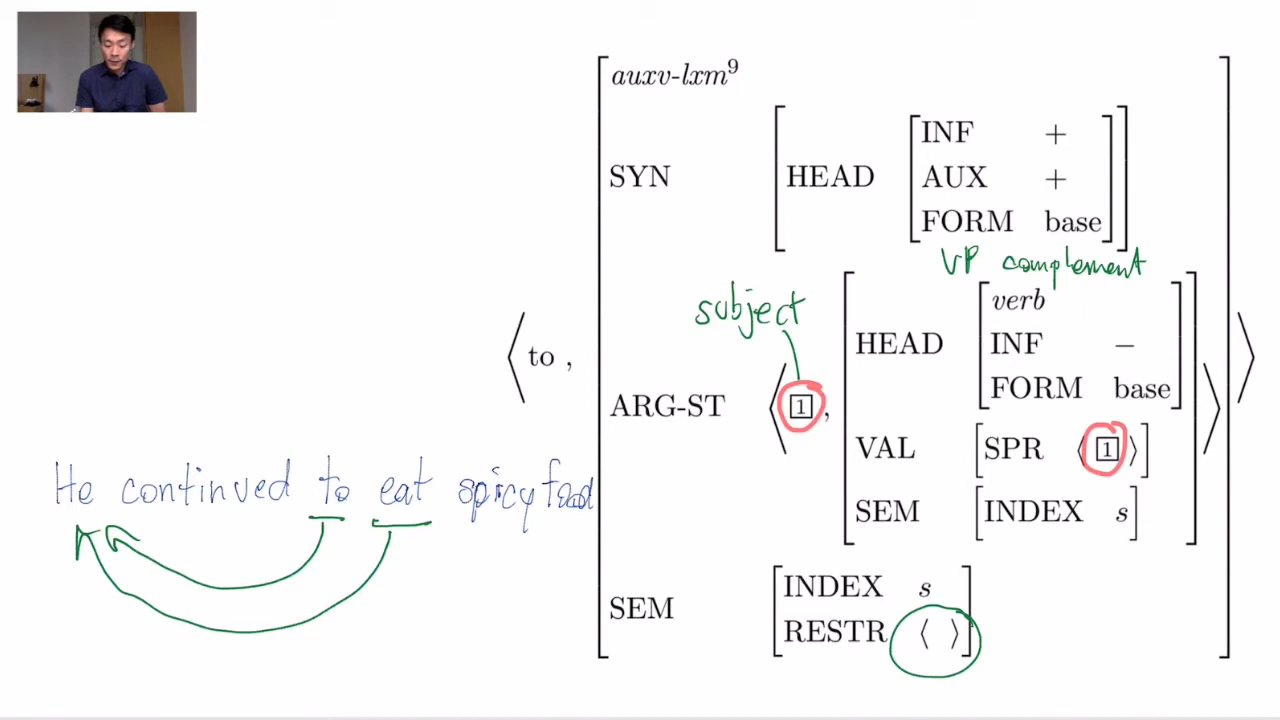 auxv-lxm⁹
INF +
SYN HEAD AUX +
FORM base
VP complement
subject
verb
HEAD INF −
FORM base
⟨ to ,
ARG-ST ⟨ 1 ,
VAL [SPR ⟨ 1 ⟩] ⟩ ⟩
He continued to eat spicy food
SEM [INDEX s]
INDEX s
SEM
RESTR ⟨ ⟩